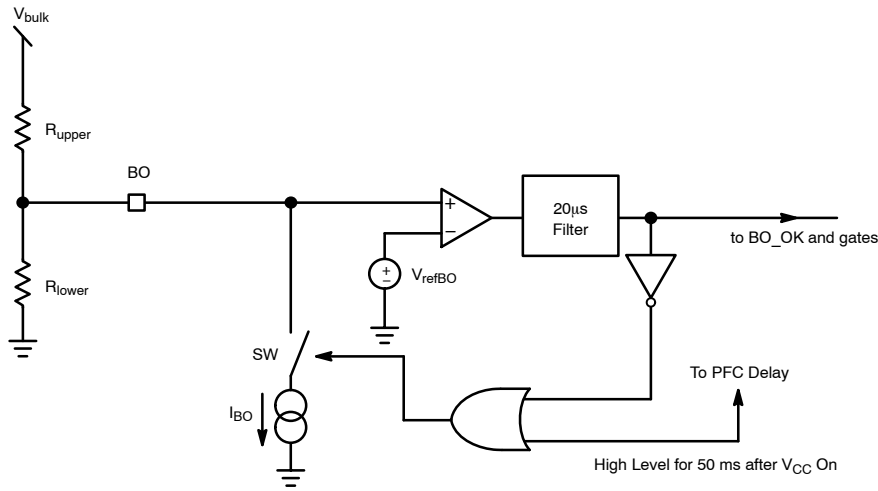 Vbulk
Rupper
BO
Rlower
+
−
VrefBO
+
−
20μs
Filter
to BO_OK and gates
SW
IBO
To PFC Delay
High Level for 50 ms after VCC On